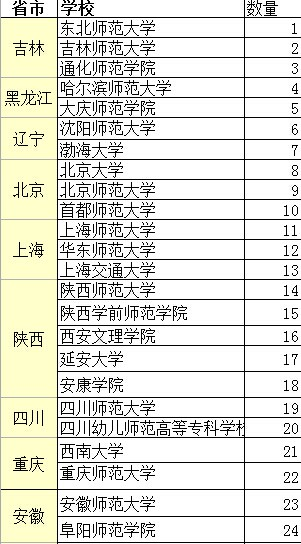 省市 学校 数量
吉林 东北师范大学 1
吉林师范大学 2
通化师范学院 3
黑龙江 哈尔滨师范大学 4
大庆师范学院 5
辽宁 沈阳师范大学 6
渤海大学 7
北京 北京大学 8
北京师范大学 9
首都师范大学 10
上海 上海师范大学 11
华东师范大学 12
上海交通大学 13
陕西 陕西师范大学 14
陕西学前师范学院 15
西安文理学院 16
延安大学 17
安康学院 18
四川 四川师范大学 19
四川幼儿师范高等专科学校 20
重庆 西南大学 21
重庆师范大学 22
安徽 安徽师范大学 23
阜阳师范学院 24